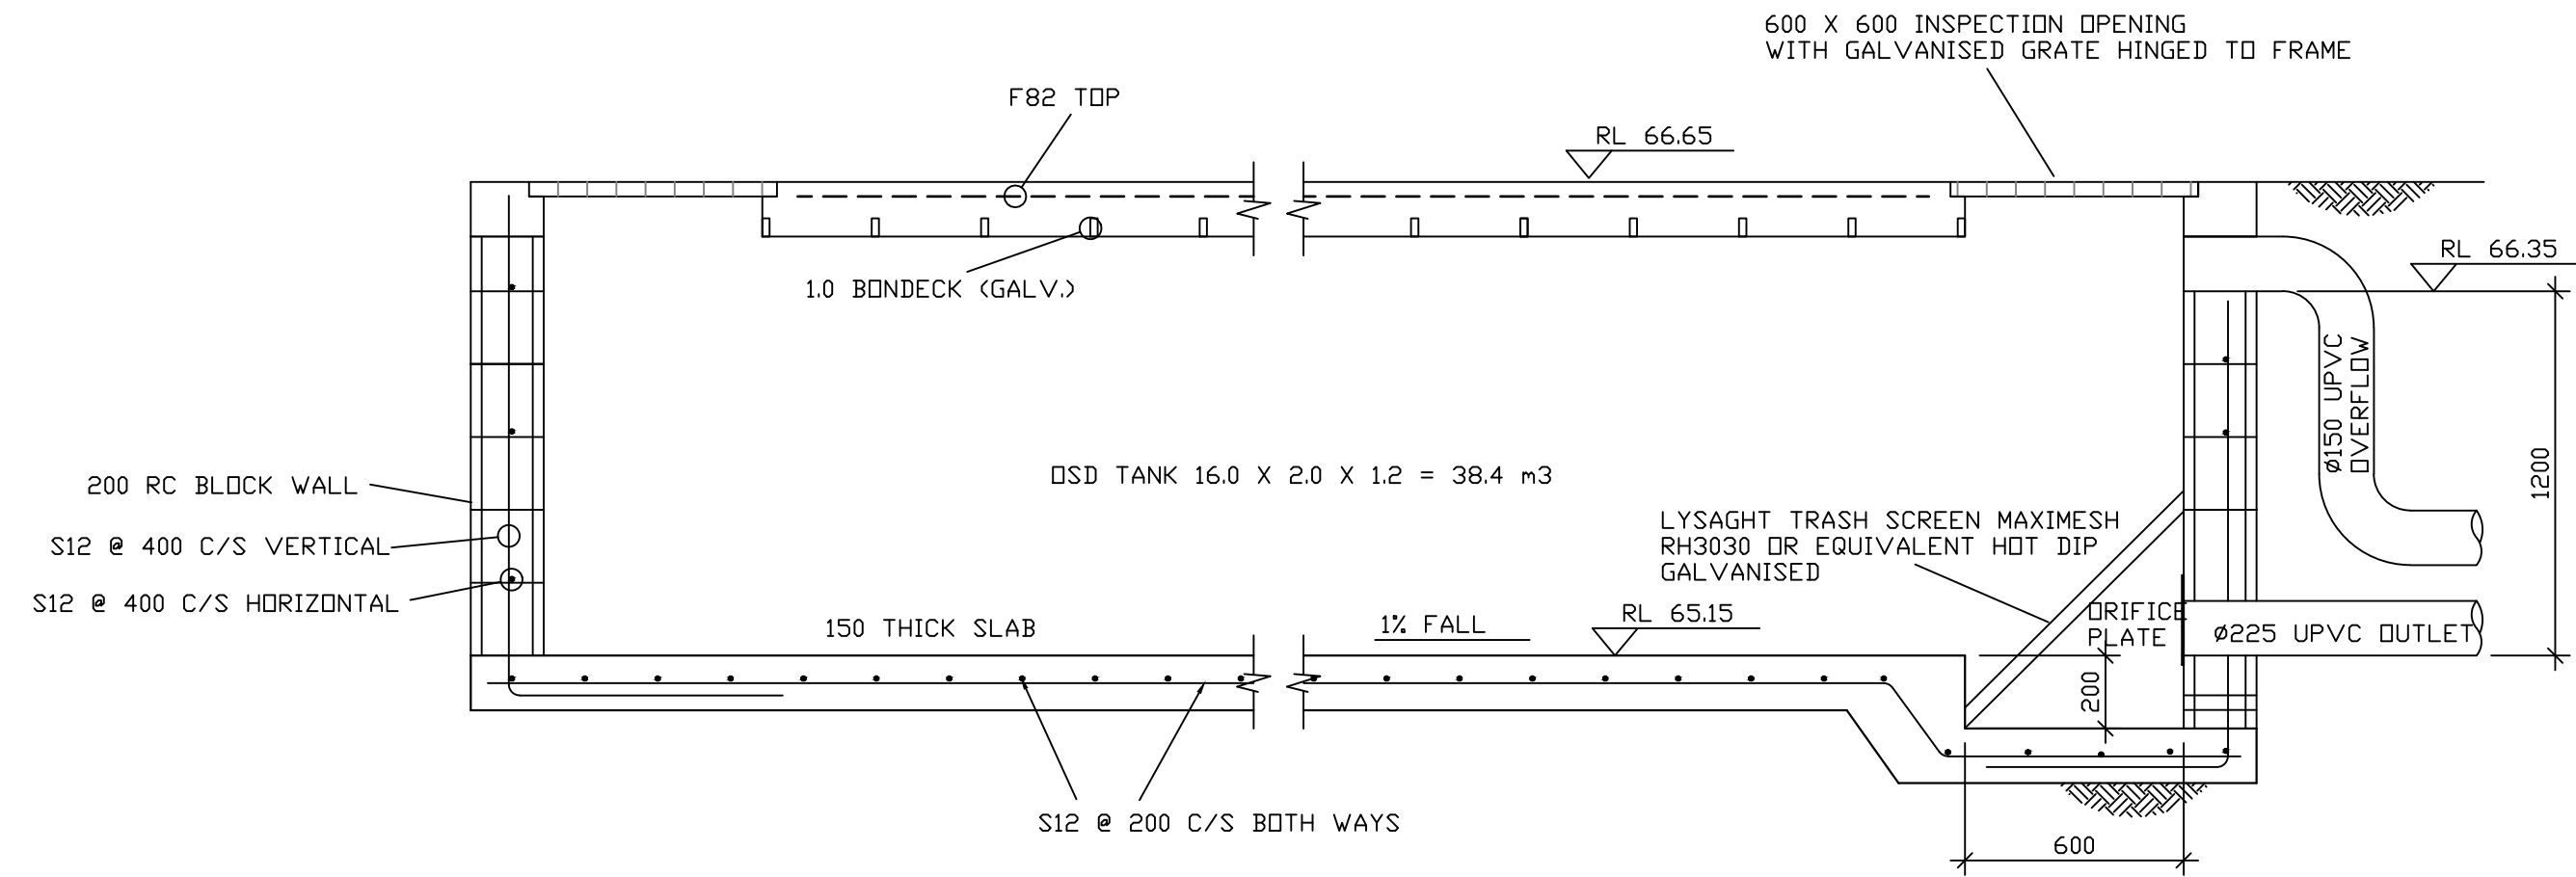 600 X 600 INSPECTION OPENING
WITH GALVANISED GRATE HINGED TO FRAME
F82 TOP
RL 66.65
RL 66.35
1.0 BONDECK (GALV.)
Ø150 UPVC
OVERFLOW
1200
OSD TANK 16.0 X 2.0 X 1.2 = 38.4 m3
200 RC BLOCK WALL
S12 @ 400 C/S VERTICAL
S12 @ 400 C/S HORIZONTAL
LYSAGHT TRASH SCREEN MAXIMESH
RH3030 OR EQUIVALENT HOT DIP
GALVANISED
150 THICK SLAB
1% FALL
RL 65.15
ORIFICE
PLATE
Ø225 UPVC OUTLET
200
S12 @ 200 C/S BOTH WAYS
600